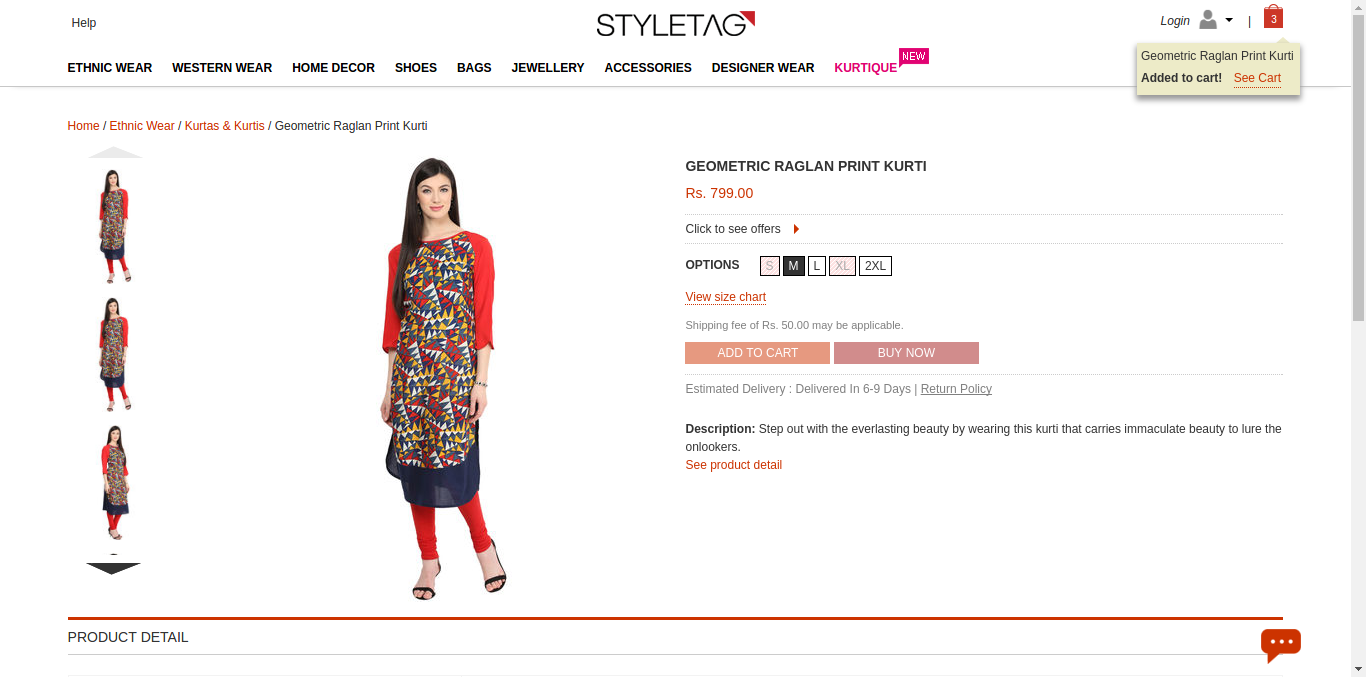 Help
STYLETAG
Login
|
3
ETHNIC WEAR WESTERN WEAR HOME DECOR SHOES BAGS JEWELLERY ACCESSORIES DESIGNER WEAR KURTIQUE NEW
Geometric Raglan Print Kurti
Added to cart! See Cart
Home / Ethnic Wear / Kurtas & Kurtis / Geometric Raglan Print Kurti
GEOMETRIC RAGLAN PRINT KURTI
Rs. 799.00
Click to see offers
OPTIONS S M L XL 2XL
View size chart
Shipping fee of Rs. 50.00 may be applicable.
ADD TO CART BUY NOW
Estimated Delivery : Delivered In 6-9 Days | Return Policy
Description: Step out with the everlasting beauty by wearing this kurti that carries immaculate beauty to lure the
onlookers.
See product detail
PRODUCT DETAIL